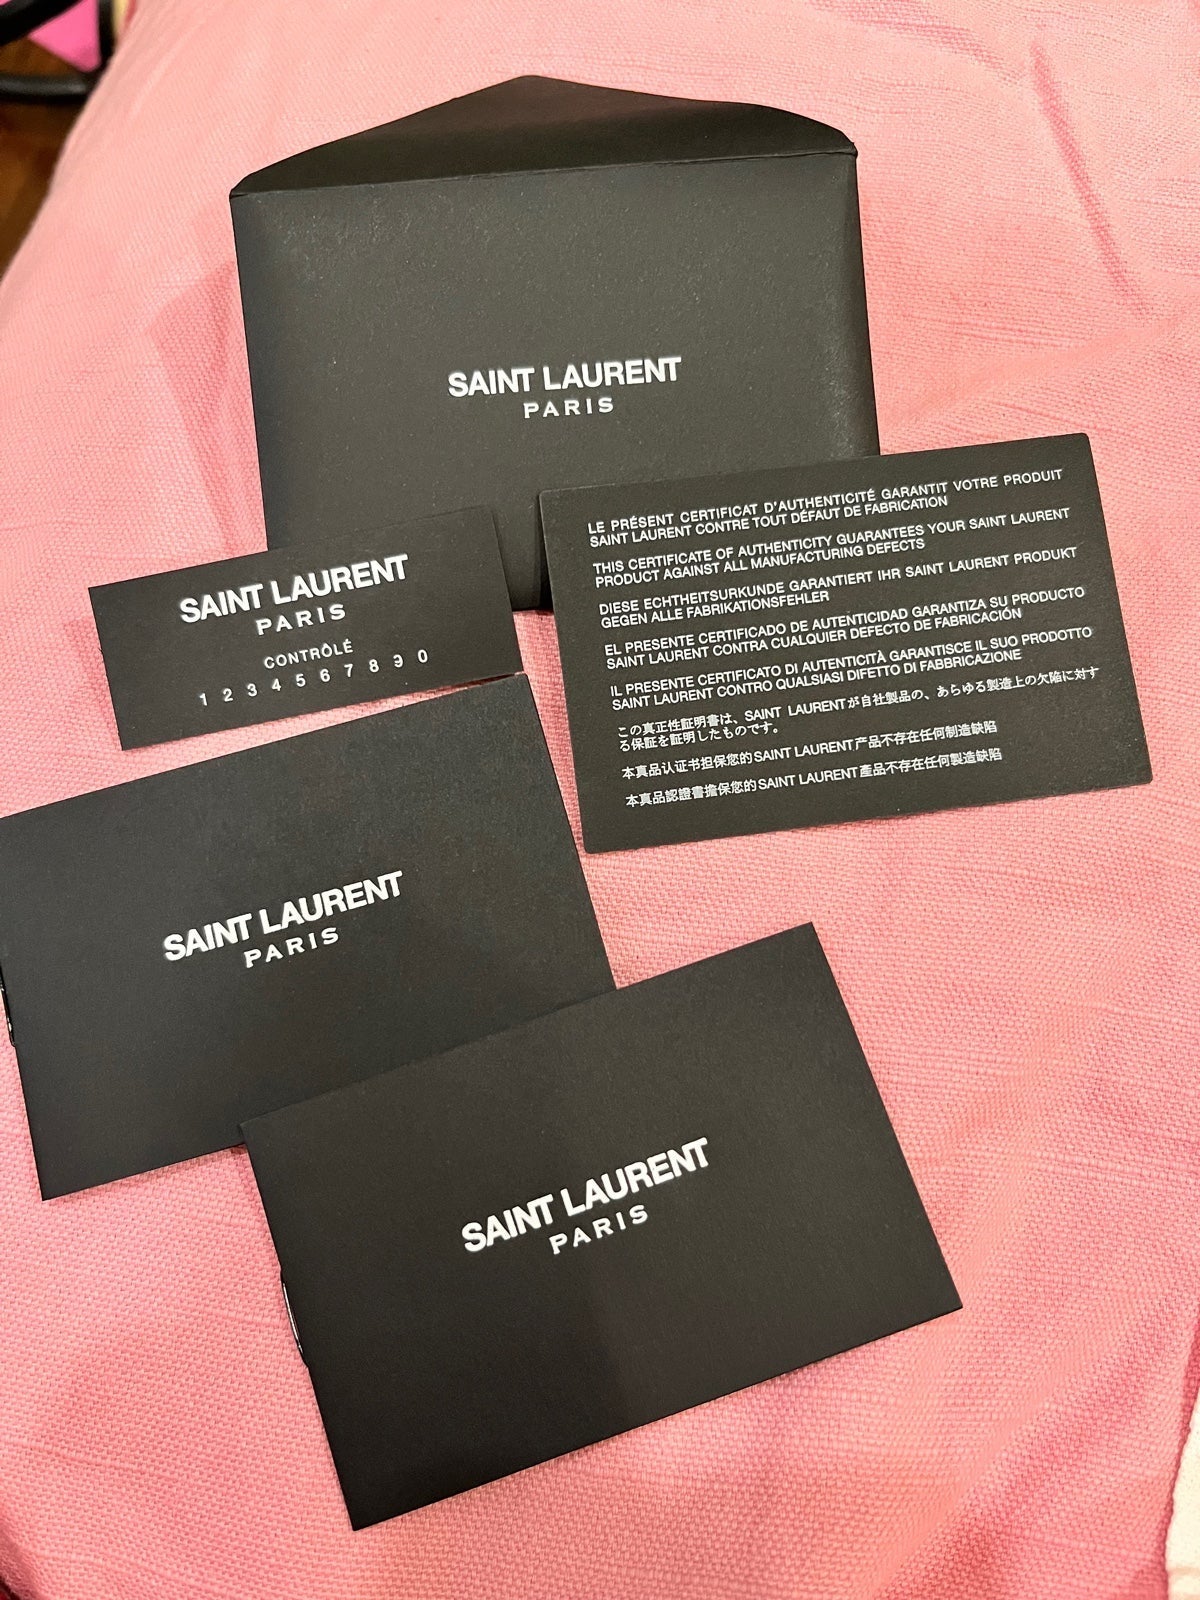 SAINT LAURENT
PARIS
LE PRÉSENT CERTIFICAT D'AUTHENTICITÉ GARANTIT VOTRE PRODUIT
SAINT LAURENT CONTRE TOUT DÉFAUT DE FABRICATION
THIS CERTIFICATE OF AUTHENTICITY GUARANTEES YOUR SAINT LAURENT
PRODUCT AGAINST ALL MANUFACTURING DEFECTS
DIESE ECHTHEITSURKUNDE GARANTIERT IHR SAINT LAURENT PRODUKT
GEGEN ALLE FABRIKATIONSFEHLER
EL PRESENTE CERTIFICADO DE AUTENTICIDAD GARANTIZA SU PRODUCTO
SAINT LAURENT CONTRA CUALQUIER DEFECTO DE FABRICACIÓN
IL PRESENTE CERTIFICATO DI AUTENTICITÀ GARANTISCE IL SUO PRODOTTO
SAINT LAURENT CONTRO QUALSIASI DIFETTO DI FABBRICAZIONE
この真正性証明書は、SAINT LAURENTが自社製品の、あらゆる製造上の欠陥に対す
る保証を証明したものです。
本真品认证书担保您的SAINT LAURENT产品不存在任何制造缺陷
本真品認證書擔保您的SAINT LAURENT產品不存在任何製造缺陷
SAINT LAURENT
PARIS
CONTRÔLÉ
1 2 3 4 5 6 7 8 9 0
SAINT LAURENT
PARIS
SAINT LAURENT
PARIS